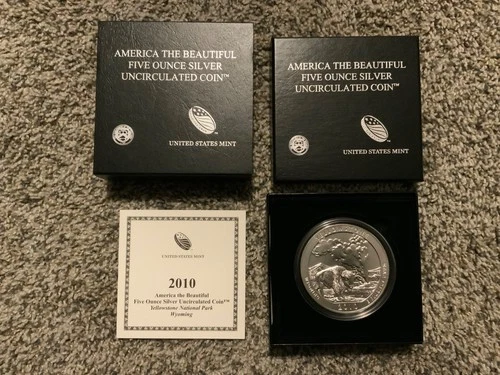 AMERICA THE BEAUTIFUL
FIVE OUNCE SILVER
UNCIRCULATED COIN™
UNITED STATES MINT
AMERICA THE BEAUTIFUL
FIVE OUNCE SILVER
UNCIRCULATED COIN™
UNITED STATES MINT
UNITED STATES MINT
2010
America the Beautiful
Five Ounce Silver Uncirculated Coin™
Yellowstone National Park
Wyoming